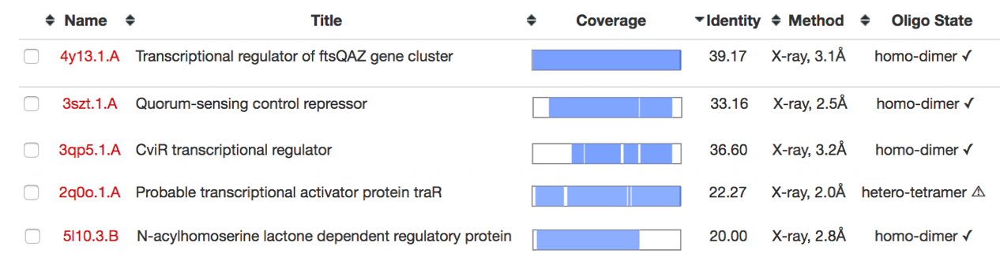 Name Title Coverage Identity Method Oligo State
4y13.1.A Transcriptional regulator of ftsQAZ gene cluster 39.17 X-ray, 3.1Å homo-dimer ✓
3szt.1.A Quorum-sensing control repressor 33.16 X-ray, 2.5Å homo-dimer ✓
3qp5.1.A CviR transcriptional regulator 36.60 X-ray, 3.2Å homo-dimer ✓
2q0o.1.A Probable transcriptional activator protein traR 22.27 X-ray, 2.0Å hetero-tetramer ⚠
5l10.3.B N-acylhomoserine lactone dependent regulatory protein 20.00 X-ray, 2.8Å homo-dimer ✓